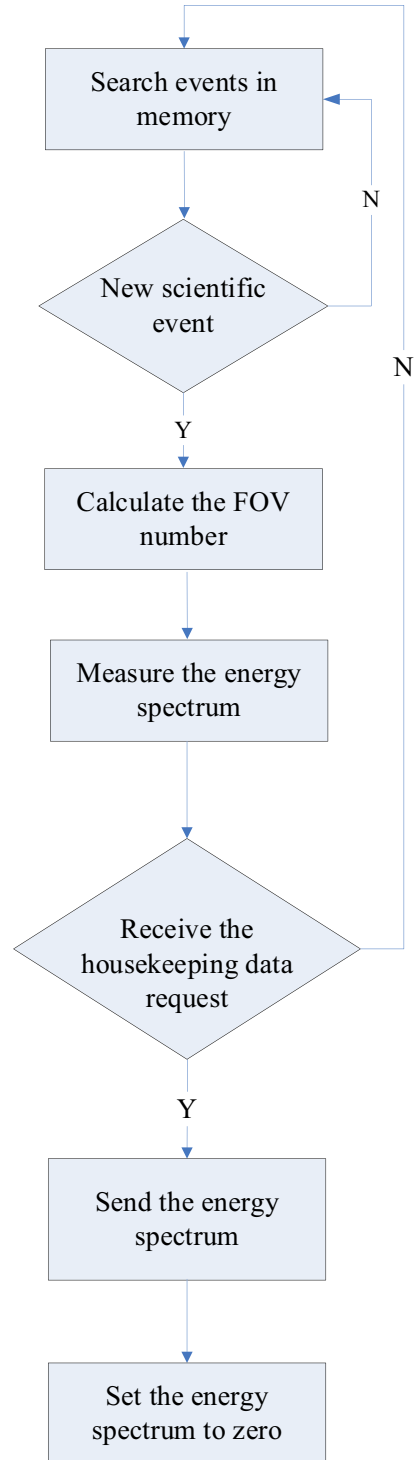 Search events in
memory
N
New scientific
event
N
Y
Calculate the FOV
number
Measure the energy
spectrum
Receive the
housekeeping data
request
Y
Send the energy
spectrum
Set the energy
spectrum to zero